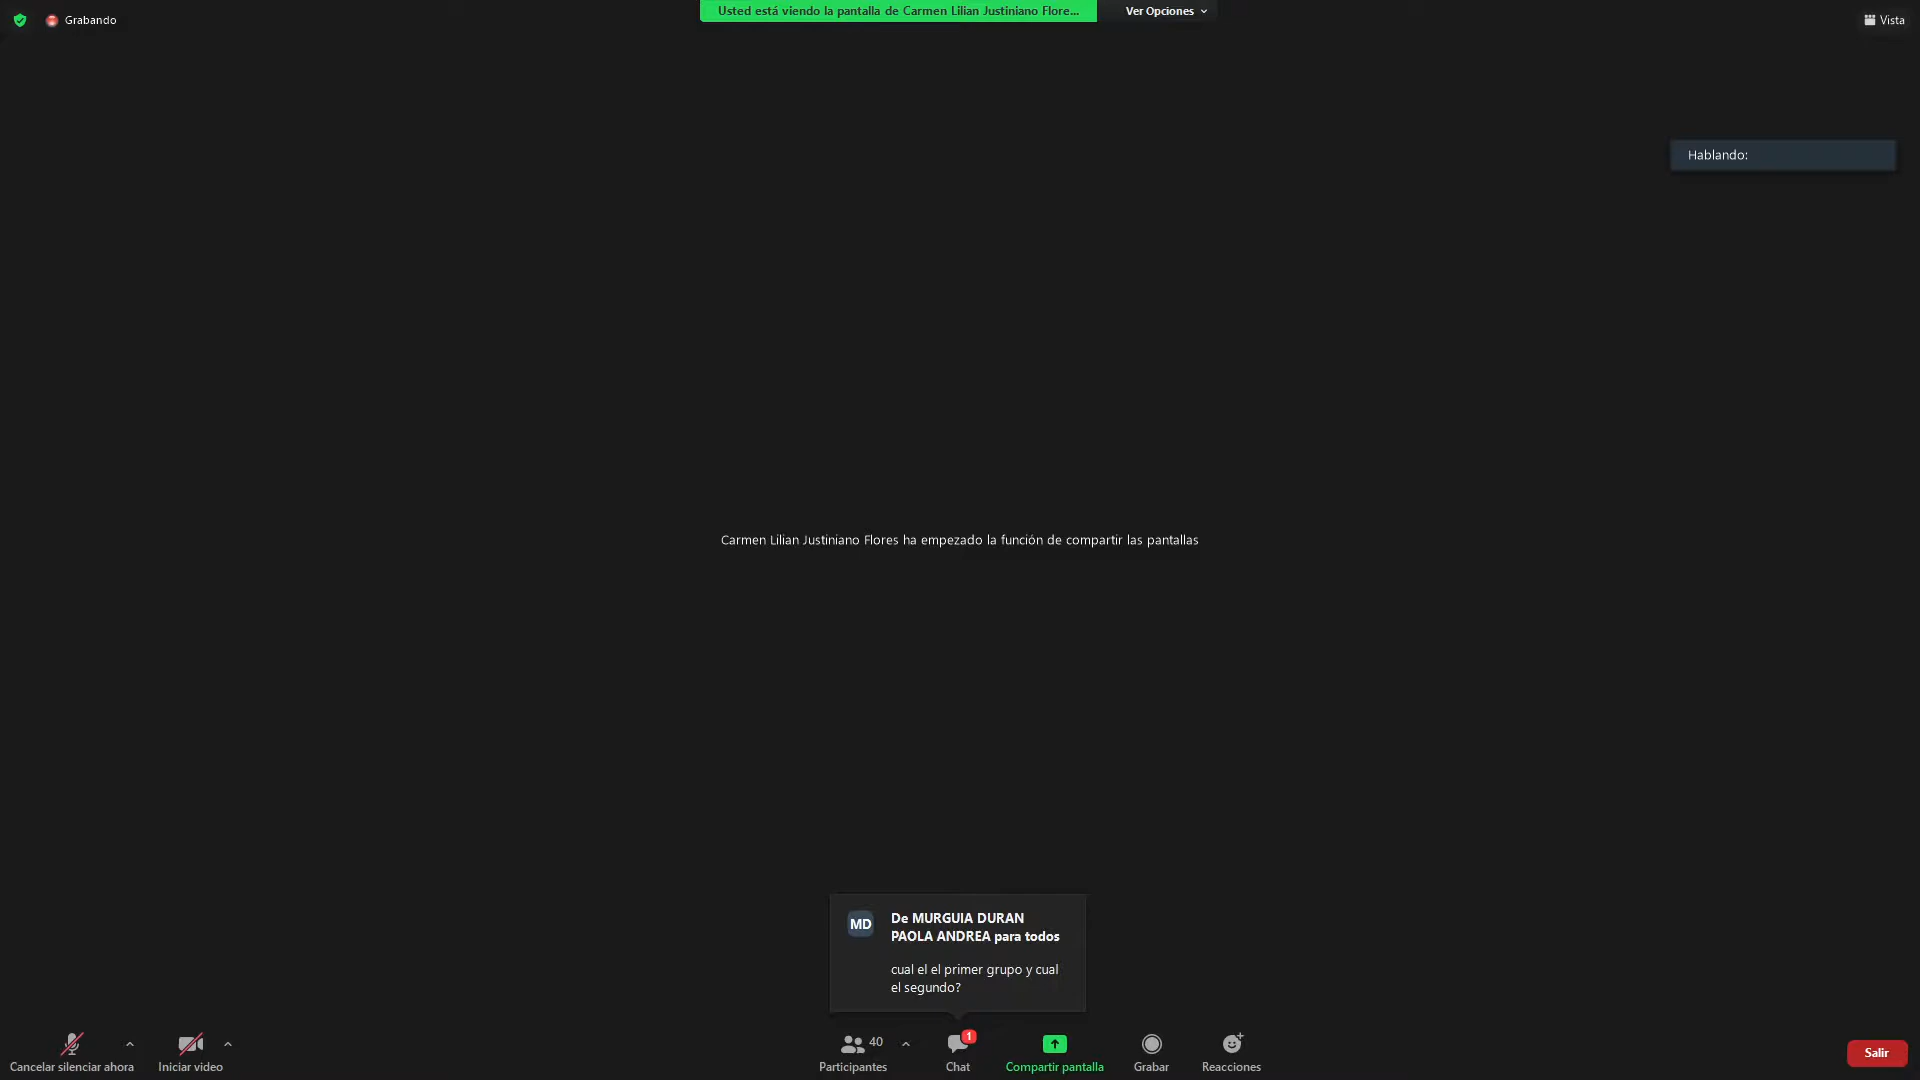 Grabando
Usted está viendo la pantalla de Carmen Lilian Justiniano Flore...
Ver Opciones
Vista
Hablando:
Carmen Lilian Justiniano Flores ha empezado la función de compartir las pantallas
MD
De MURGUIA DURAN
PAOLA ANDREA para todos
cual el el primer grupo y cual
el segundo?
Cancelar silenciar ahora
Iniciar video
40
Participantes
1
Chat
Compartir pantalla
Grabar
Reacciones
Salir